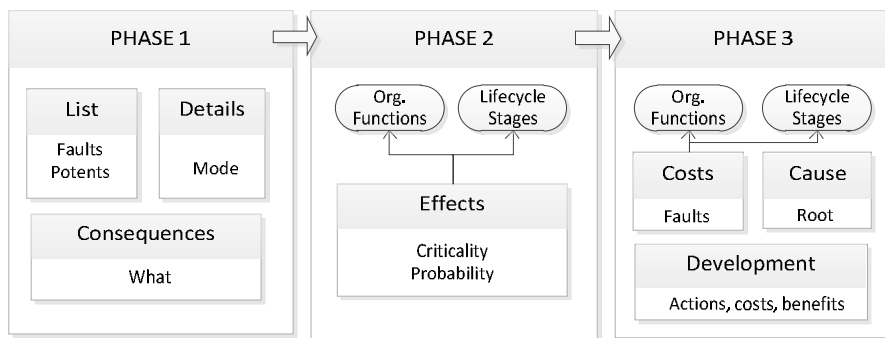 PHASE 1
List
Faults
Potents
Details
Mode
Consequences
What
PHASE 2
Org.
Functions
Lifecycle
Stages
Effects
Criticality
Probability
PHASE 3
Org.
Functions
Lifecycle
Stages
Costs
Faults
Cause
Root
Development
Actions, costs, benefits